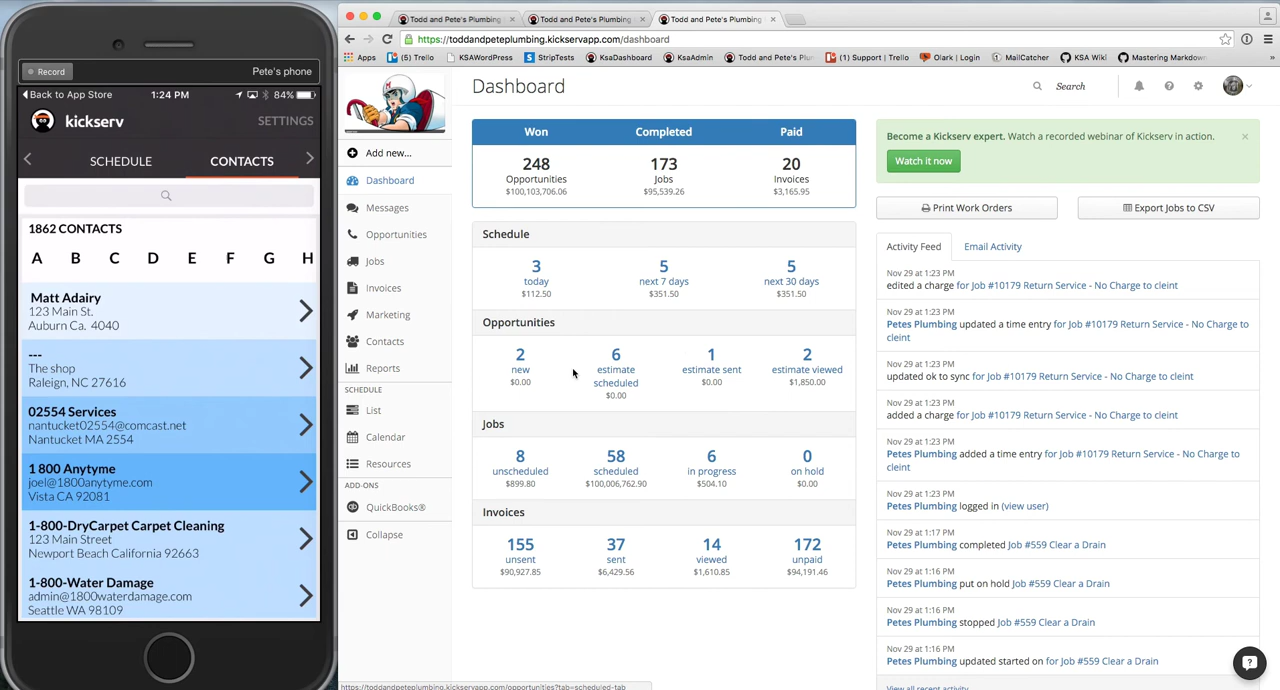 Record
Pete's phone
Back to App Store
1:24 PM
84%
kickserv
SETTINGS
SCHEDULE
CONTACTS
1862 CONTACTS
A B C D E F G H
Matt Adairy
123 Main St.
Auburn Ca. 4040
---
The shop
Raleigh, NC 27616
02554 Services
nantucket02554@comcast.net
Nantucket MA 2554
1 800 Anytyme
joel@1800anytyme.com
Vista CA 92081
1-800-DryCarpet Carpet Cleaning
123 Main Street
Newport Beach California 92663
1-800-Water Damage
admin@1800waterdamage.com
Seattle WA 98109
Todd and Pete's Plumbing
Todd and Pete's Plumbing
Todd and Pete's Plumbing
https://toddandpeteplumbing.kickservapp.com/dashboard
Apps
(5) Trello
KSAWordPress
StripTests
KsaDashboard
KsaAdmin
Todd and Pete's Plum
(1) Support | Trello
Olark | Login
MailCatcher
KSA Wiki
Mastering Markdown
Add new...
Dashboard
Messages
Opportunities
Jobs
Invoices
Marketing
Contacts
Reports
SCHEDULE
List
Calendar
Resources
ADD-ONS
QuickBooks®
Collapse
Dashboard
Search
Won Completed Paid
248 173 20
Opportunities Jobs Invoices
$100,103,706.06 $95,539.26 $3,165.95
Schedule
3 5 5
today next 7 days next 30 days
$112.50 $351.50 $351.50
Opportunities
2 6 1 2
new estimate scheduled estimate sent estimate viewed
$0.00 $0.00 $0.00 $1,850.00
Jobs
8 58 6 0
unscheduled scheduled in progress on hold
$899.80 $100,006,762.90 $504.10 $0.00
Invoices
155 37 14 172
unsent sent viewed unpaid
$90,927.85 $6,429.56 $1,610.85 $94,191.46
Become a Kickserv expert. Watch a recorded webinar of Kickserv in action.
Watch it now
Print Work Orders
Export Jobs to CSV
Activity Feed
Email Activity
Nov 29 at 1:23 PM
edited a charge for Job #10179 Return Service - No Charge to cleint
Nov 29 at 1:23 PM
Petes Plumbing updated a time entry for Job #10179 Return Service - No Charge to
cleint
Nov 29 at 1:23 PM
updated ok to sync for Job #10179 Return Service - No Charge to cleint
Nov 29 at 1:23 PM
added a charge for Job #10179 Return Service - No Charge to cleint
Nov 29 at 1:23 PM
Petes Plumbing added a time entry for Job #10179 Return Service - No Charge to
cleint
Nov 29 at 1:23 PM
Petes Plumbing logged in (view user)
Nov 29 at 1:17 PM
Petes Plumbing completed Job #559 Clear a Drain
Nov 29 at 1:16 PM
Petes Plumbing put on hold Job #559 Clear a Drain
Nov 29 at 1:16 PM
Petes Plumbing stopped Job #559 Clear a Drain
Nov 29 at 1:16 PM
Petes Plumbing updated started on for Job #559 Clear a Drain
View all recent activity
https://toddandpeteplumbing.kickservapp.com/opportunities?tab=scheduled-tab